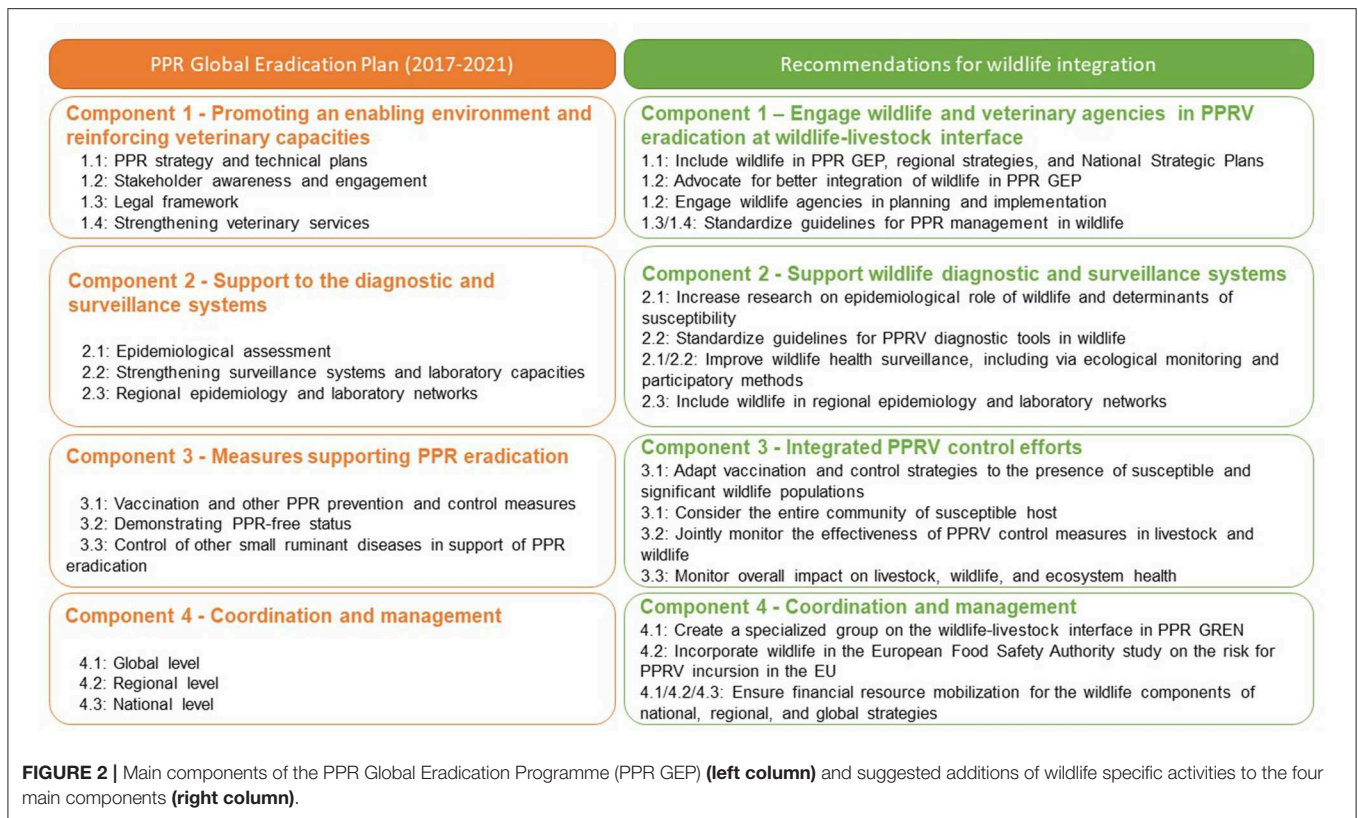 PPR Global Eradication Plan (2017-2021)
Component 1 - Promoting an enabling environment and
reinforcing veterinary capacities
1.1: PPR strategy and technical plans
1.2: Stakeholder awareness and engagement
1.3: Legal framework
1.4: Strengthening veterinary services
Component 2 - Support to the diagnostic and
surveillance systems
2.1: Epidemiological assessment
2.2: Strengthening surveillance systems and laboratory capacities
2.3: Regional epidemiology and laboratory networks
Component 3 - Measures supporting PPR eradication
3.1: Vaccination and other PPR prevention and control measures
3.2: Demonstrating PPR-free status
3.3: Control of other small ruminant diseases in support of PPR
eradication
Component 4 - Coordination and management
4.1: Global level
4.2: Regional level
4.3: National level
Recommendations for wildlife integration
Component 1 – Engage wildlife and veterinary agencies in PPRV
eradication at wildlife-livestock interface
1.1: Include wildlife in PPR GEP, regional strategies, and National Strategic Plans
1.2: Advocate for better integration of wildlife in PPR GEP
1.2: Engage wildlife agencies in planning and implementation
1.3/1.4: Standardize guidelines for PPR management in wildlife
Component 2 - Support wildlife diagnostic and surveillance systems
2.1: Increase research on epidemiological role of wildlife and determinants of
susceptibility
2.2: Standardize guidelines for PPRV diagnostic tools in wildlife
2.1/2.2: Improve wildlife health surveillance, including via ecological monitoring and
participatory methods
2.3: Include wildlife in regional epidemiology and laboratory networks
Component 3 - Integrated PPRV control efforts
3.1: Adapt vaccination and control strategies to the presence of susceptible and
significant wildlife populations
3.1: Consider the entire community of susceptible host
3.2: Jointly monitor the effectiveness of PPRV control measures in livestock and
wildlife
3.3: Monitor overall impact on livestock, wildlife, and ecosystem health
Component 4 - Coordination and management
4.1: Create a specialized group on the wildlife-livestock interface in PPR GREN
4.2: Incorporate wildlife in the European Food Safety Authority study on the risk for
PPRV incursion in the EU
4.1/4.2/4.3: Ensure financial resource mobilization for the wildlife components of
national, regional, and global strategies
FIGURE 2 | Main components of the PPR Global Eradication Programme (PPR GEP) (left column) and suggested additions of wildlife specific activities to the four
main components (right column).